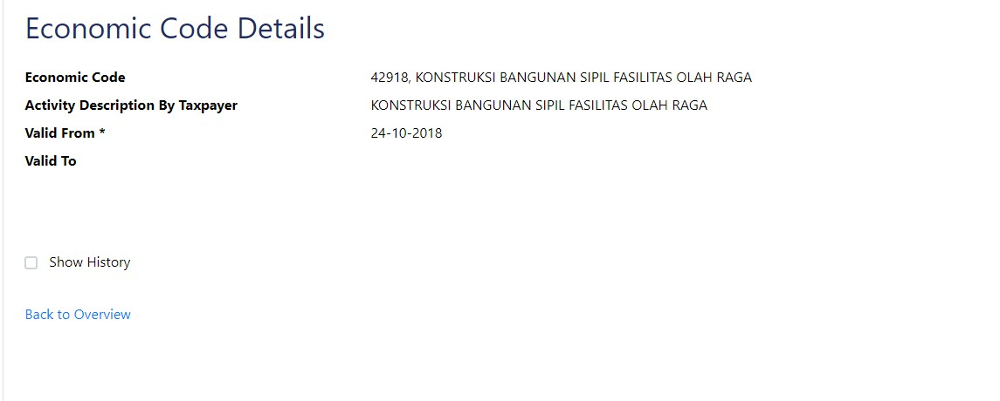 Economic Code Details
Economic Code 42918, KONSTRUKSI BANGUNAN SIPIL FASILITAS OLAH RAGA
Activity Description By Taxpayer KONSTRUKSI BANGUNAN SIPIL FASILITAS OLAH RAGA
Valid From * 24-10-2018
Valid To
Show History
Back to Overview